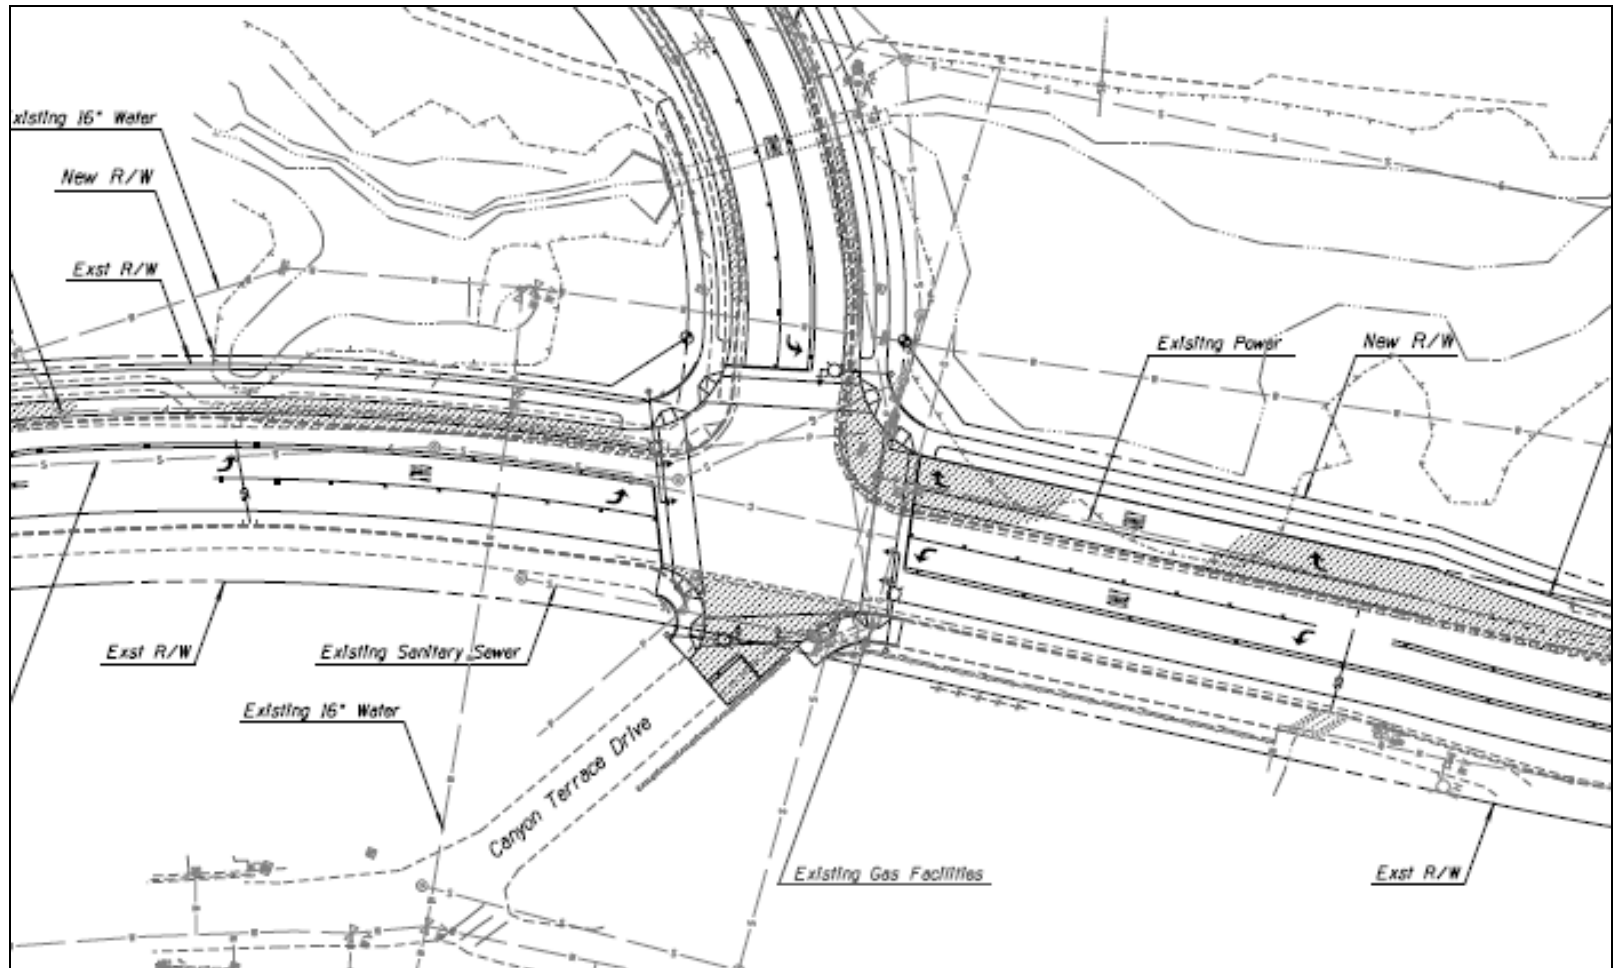 xisting 16" Water
New R/W
Exst R/W
Existing Power
New R/W
Exst R/W
Existing Sanitary Sewer
Existing 16" Water
Canyon Terrace Drive
Existing Gas Facilities
Exst R/W